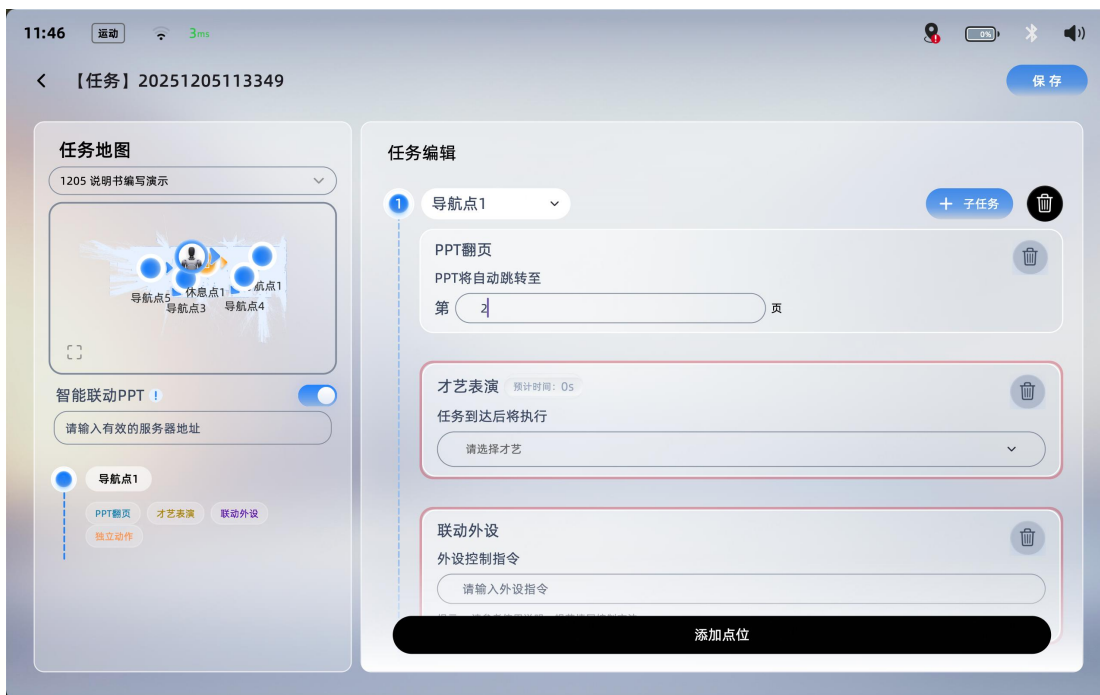 11:46 运动 3ms 0%
【任务】20251205113349 保存
任务地图
1205 说明书编写演示
导航点5 休息点1 航点1
导航点3 导航点4
智能联动PPT !
请输入有效的服务器地址
导航点1
PPT翻页 才艺表演 联动外设
独立动作
任务编辑
1 导航点1 + 子任务
PPT翻页
PPT将自动跳转至
第 2 页
才艺表演 预计时间: 0s
任务到达后将执行
请选择才艺
联动外设
外设控制指令
请输入外设指令
添加点位